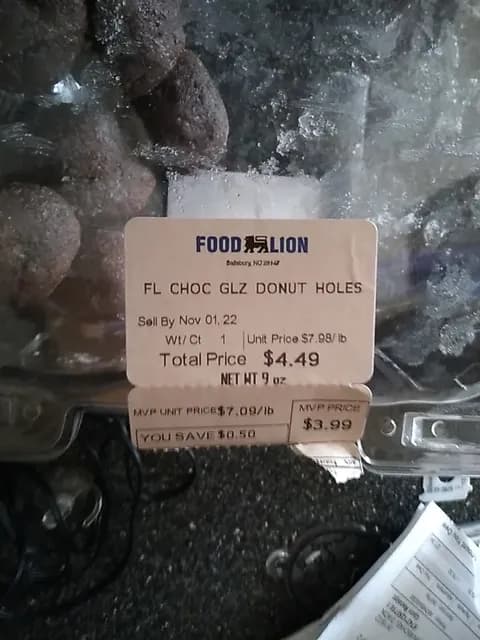 FOOD LION
Salisbury, NC 28147
FL CHOC GLZ DONUT HOLES
Sell By Nov 01, 22
Wt/Ct 1 Unit Price $7.98/lb
Total Price $4.49
NET WT 9 oz
MVP UNIT PRICE $7.09/lb
MVP PRICE
$3.99
YOU SAVE $0.50